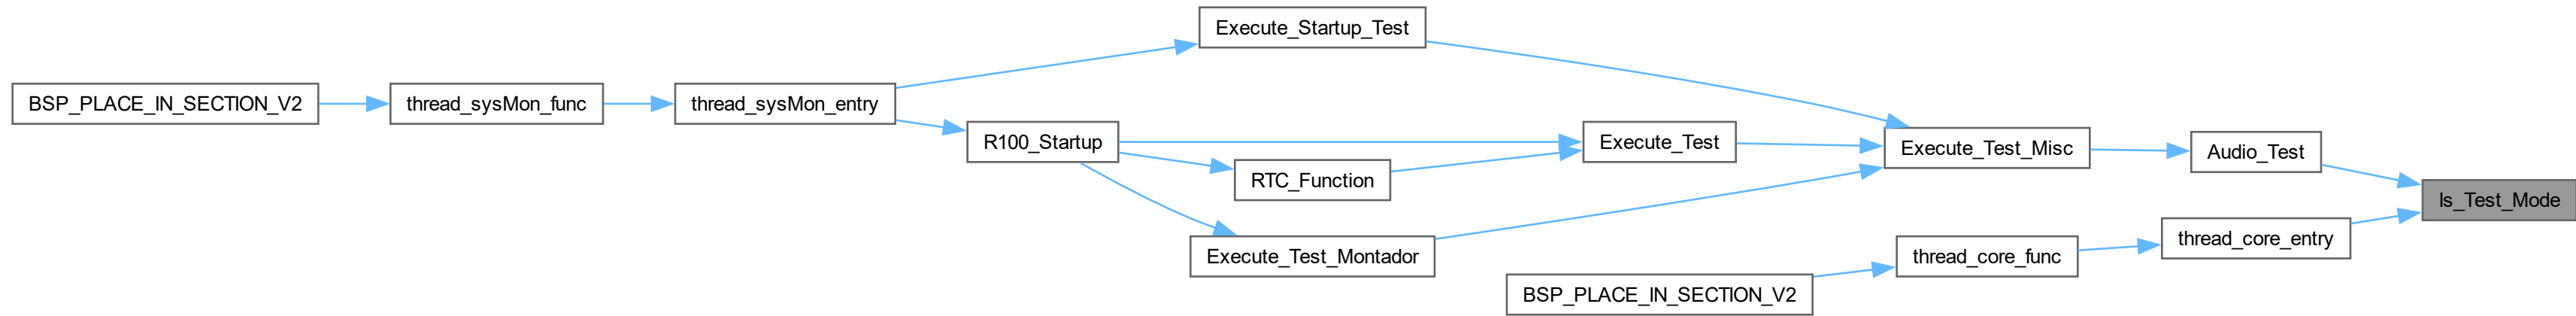 Execute_Startup_Test
BSP_PLACE_IN_SECTION_V2
thread_sysMon_func
thread_sysMon_entry
R100_Startup
Execute_Test
Execute_Test_Misc
Audio_Test
RTC_Function
Is_Test_Mode
Execute_Test_Montador
thread_core_entry
thread_core_func
BSP_PLACE_IN_SECTION_V2